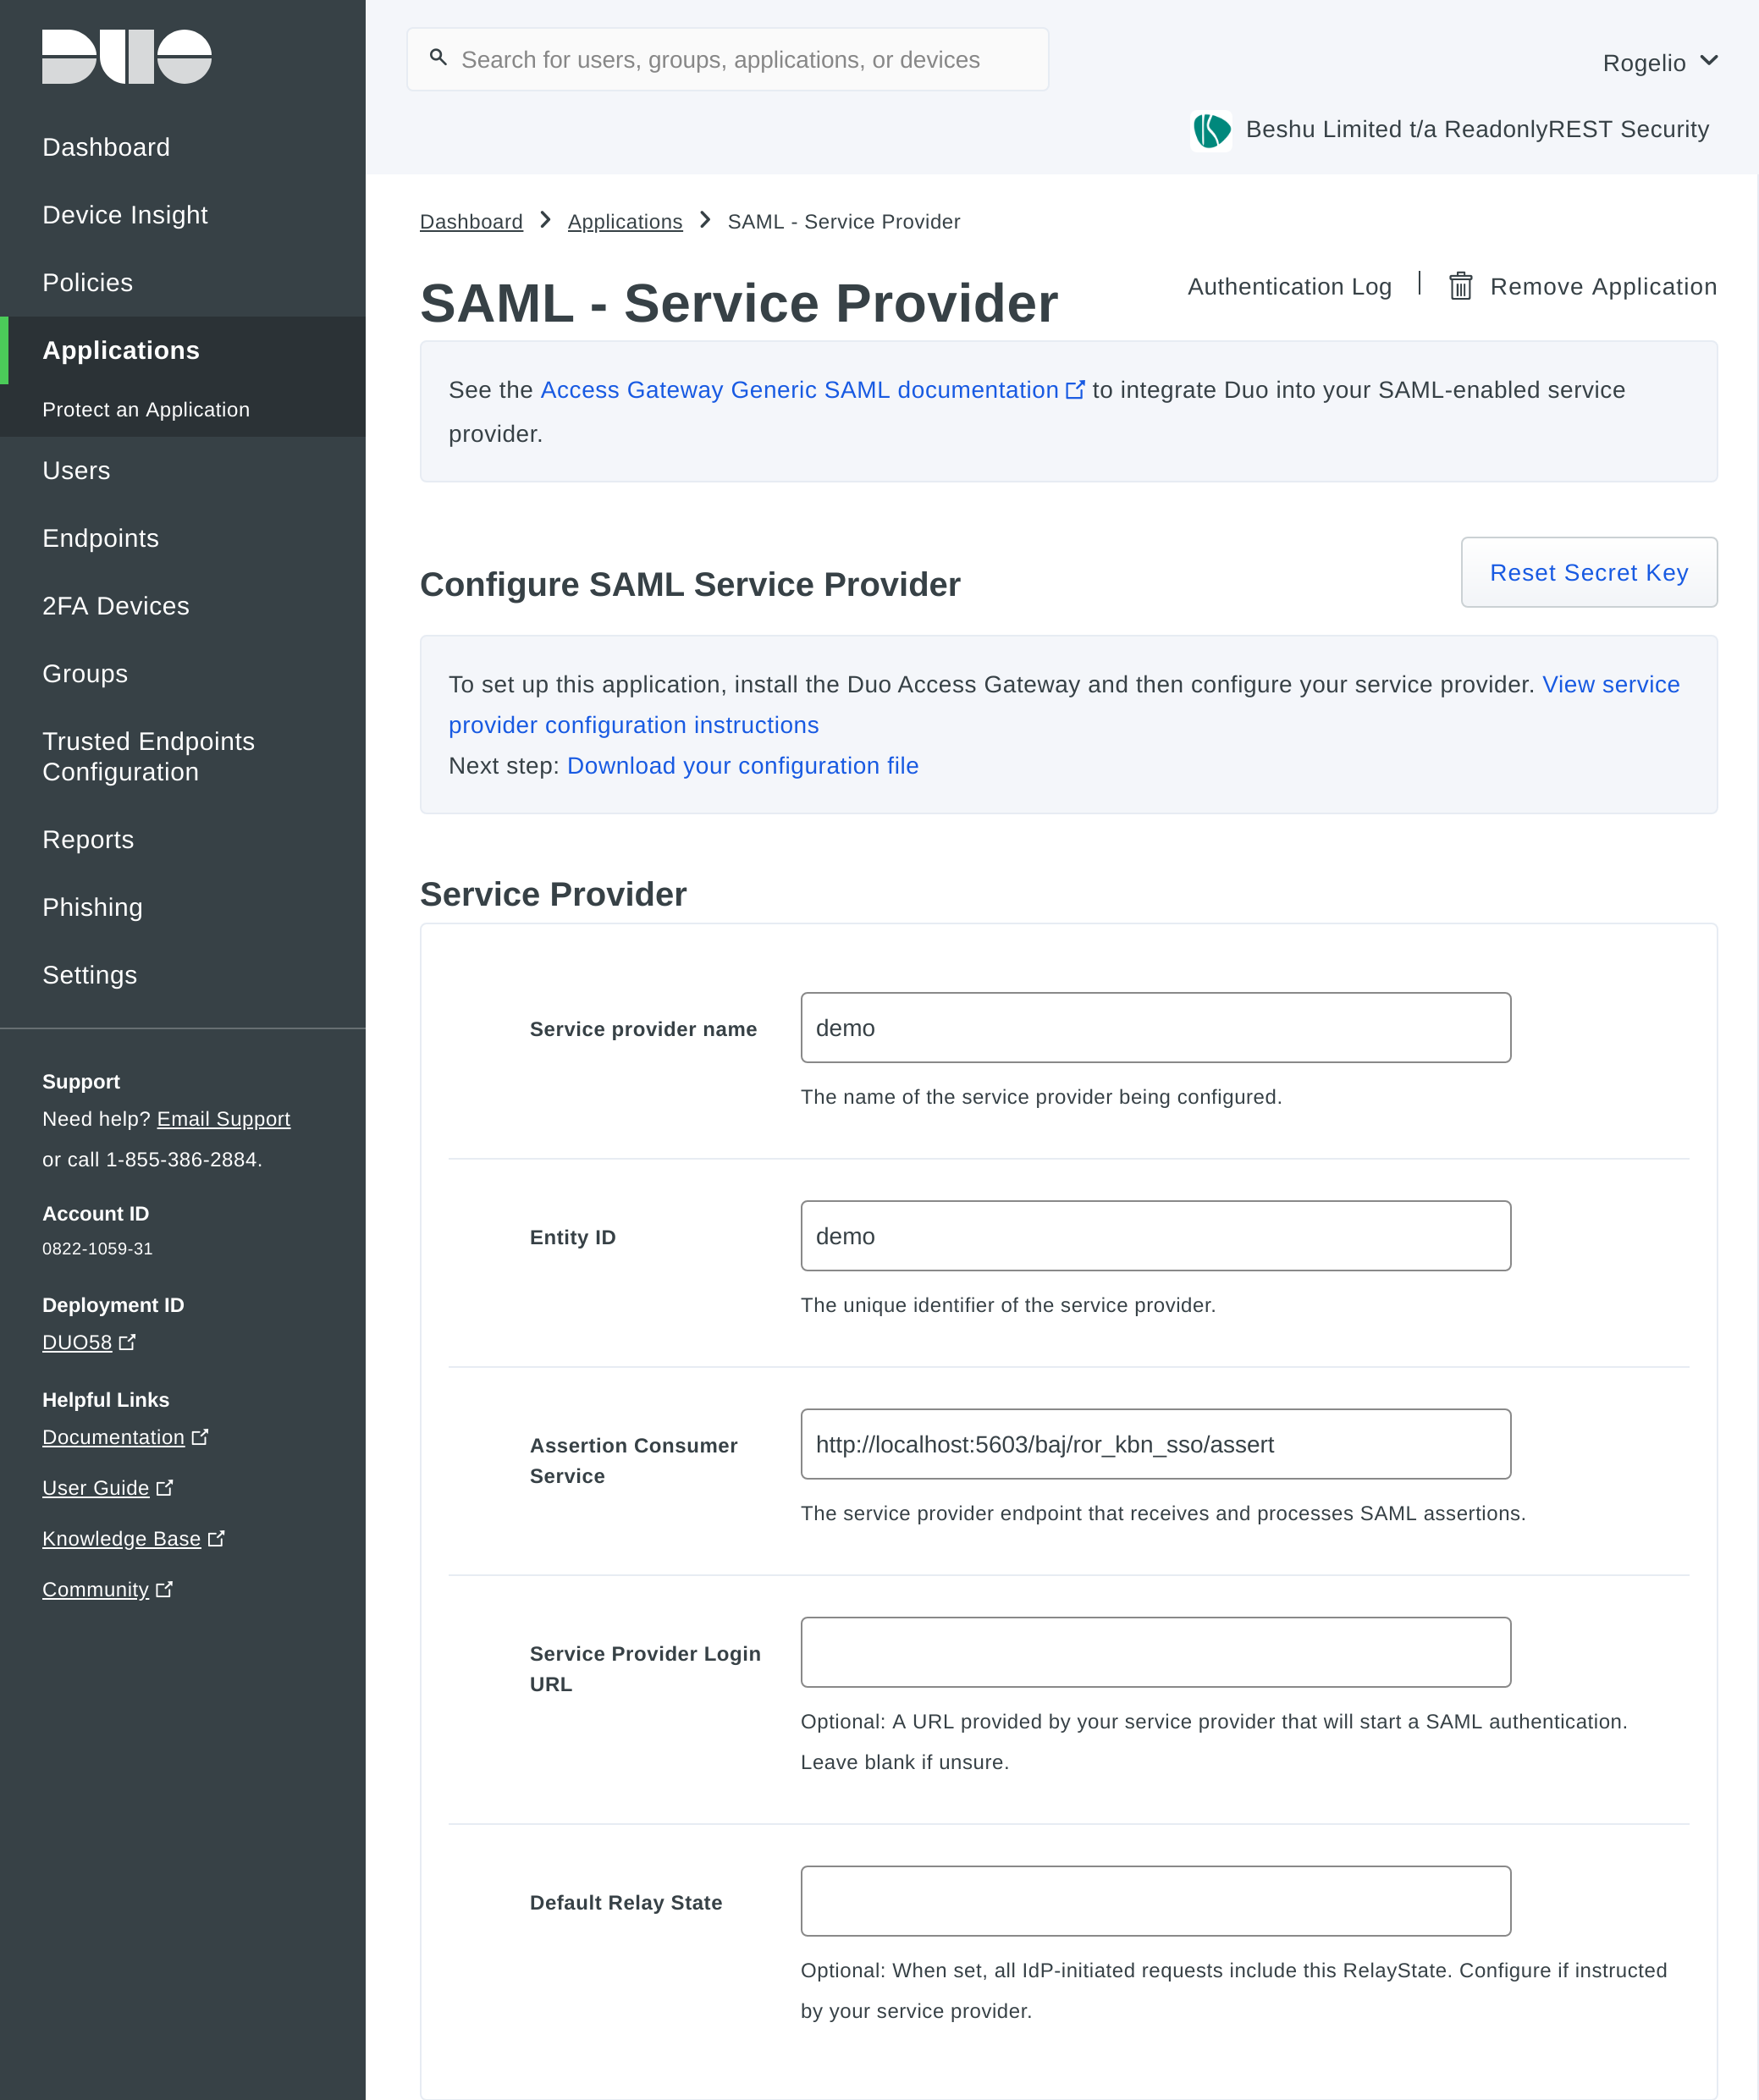 DUO
Dashboard
Device Insight
Policies
Applications
Protect an Application
Users
Endpoints
2FA Devices
Groups
Trusted Endpoints
Configuration
Reports
Phishing
Settings
Support
Need help? Email Support
or call 1-855-386-2884.
Account ID
0822-1059-31
Deployment ID
DUO58
Helpful Links
Documentation
User Guide
Knowledge Base
Community
Search for users, groups, applications, or devices
Rogelio
Beshu Limited t/a ReadonlyREST Security
Dashboard Applications SAML - Service Provider
SAML - Service Provider
Authentication Log Remove Application
See the Access Gateway Generic SAML documentation to integrate Duo into your SAML-enabled service
provider.
Configure SAML Service Provider
Reset Secret Key
To set up this application, install the Duo Access Gateway and then configure your service provider. View service
provider configuration instructions
Next step: Download your configuration file
Service Provider
Service provider name
demo
The name of the service provider being configured.
Entity ID
demo
The unique identifier of the service provider.
Assertion Consumer
Service
http://localhost:5603/baj/ror_kbn_sso/assert
The service provider endpoint that receives and processes SAML assertions.
Service Provider Login
URL
Optional: A URL provided by your service provider that will start a SAML authentication.
Leave blank if unsure.
Default Relay State
Optional: When set, all IdP-initiated requests include this RelayState. Configure if instructed
by your service provider.